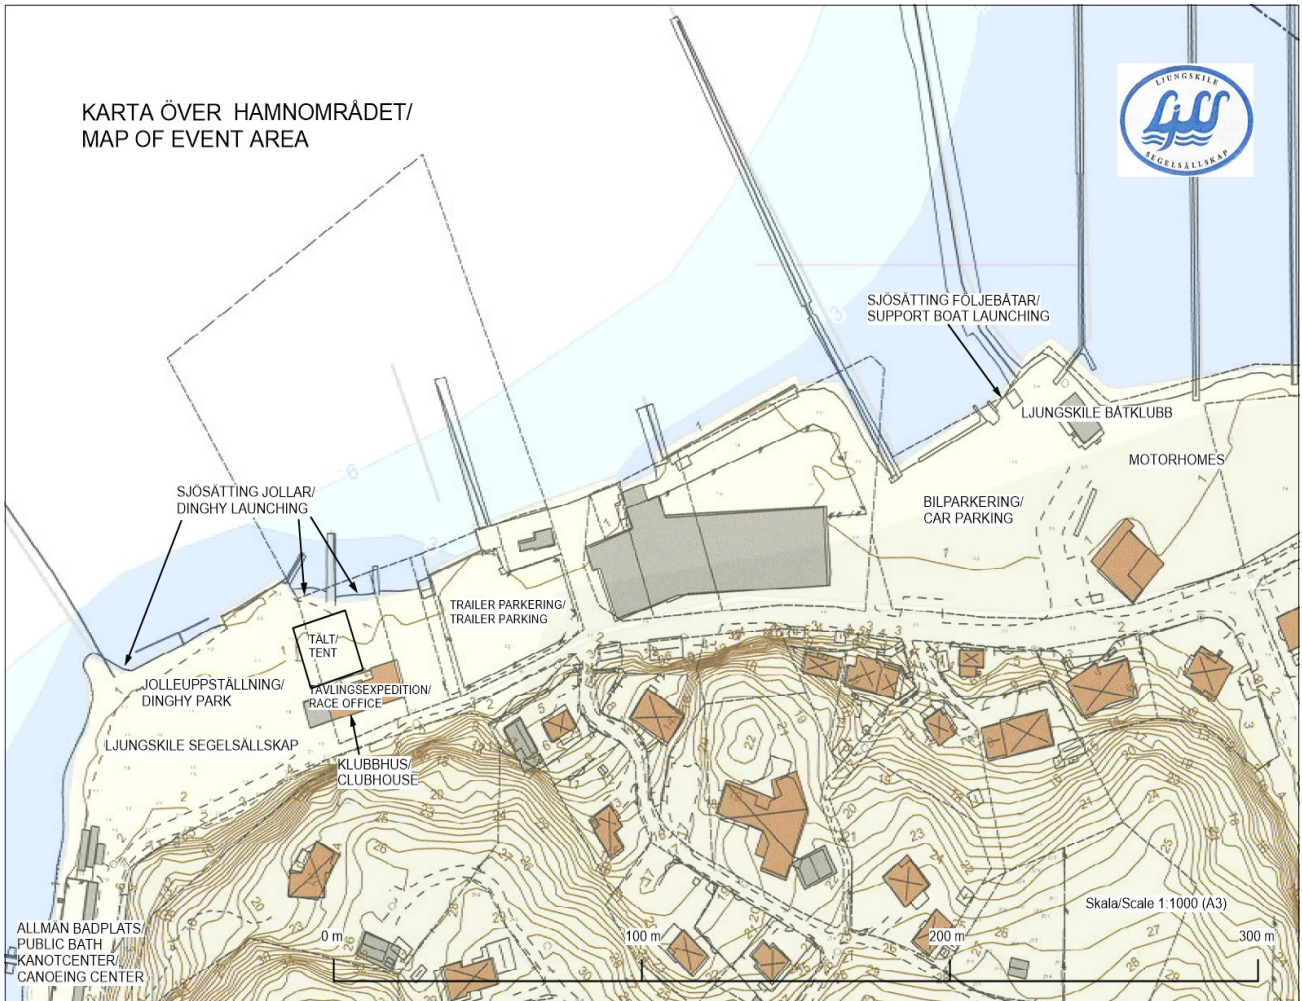 KARTA ÖVER HAMNOMRÅDET/
MAP OF EVENT AREA
LJUNGSKILE
LjSS
SEGELSÄLLSKAP
SJÖSÄTTING FÖLJEBÅTAR/
SUPPORT BOAT LAUNCHING
LJUNGSKILE BÅTKLUBB
MOTORHOMES
BILPARKERING/
CAR PARKING
SJÖSÄTTING JOLLAR/
DINGHY LAUNCHING
TRAILER PARKERING/
TRAILER PARKING
TÄLT/
TENT
JOLLEUPPSTÄLLNING/
DINGHY PARK
TÄVLINGSEXPEDITION/
RACE OFFICE
LJUNGSKILE SEGELSÄLLSKAP
KLUBBHUS/
CLUBHOUSE
Skala/Scale 1:1000 (A3)
ALLMÄN BADPLATS/
PUBLIC BATH
KANOTCENTER/
CANOEING CENTER
0 m
100 m
200 m
300 m